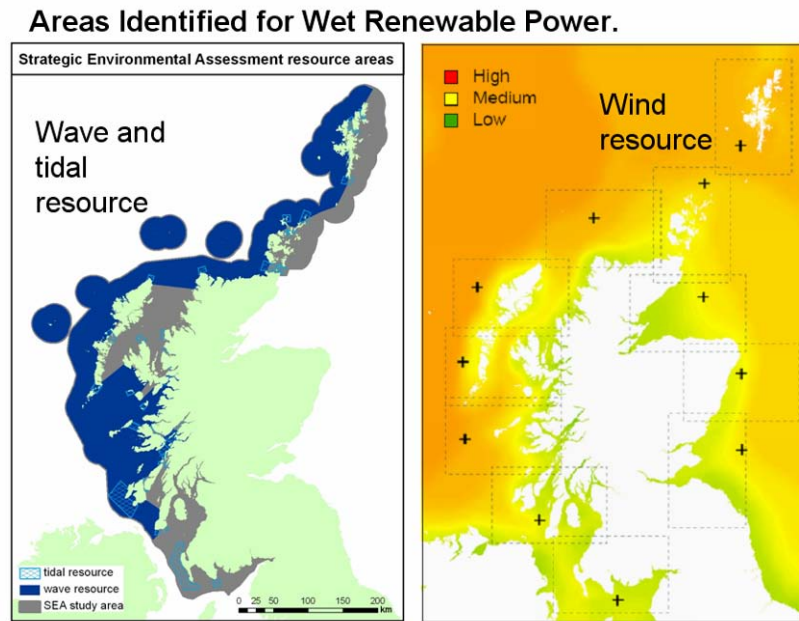 Areas Identified for Wet Renewable Power.
Strategic Environmental Assessment resource areas
Wave and
tidal
resource
tidal resource
wave resource
SEA study area
0 25 50 100 150 200
km
High
Medium
Low
Wind
resource